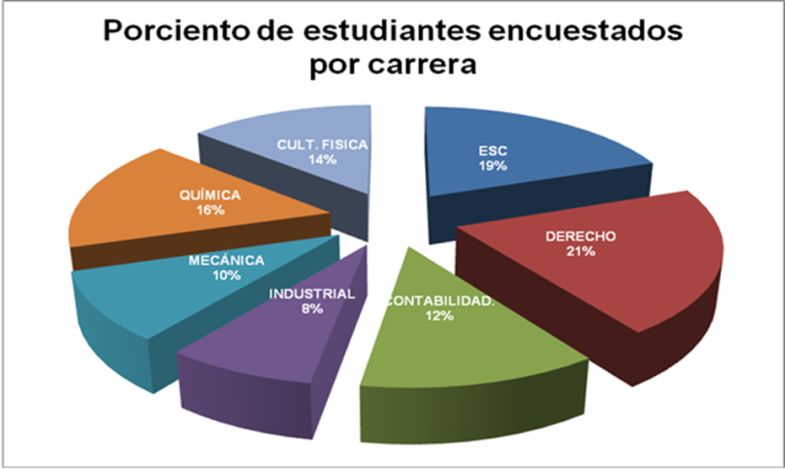 Porciento de estudiantes encuestados
por carrera
CULT. FISICA
14%
ESC
19%
QUÍMICA
16%
DERECHO
21%
MECÁNICA
10%
INDUSTRIAL
8%
CONTABILIDAD.
12%